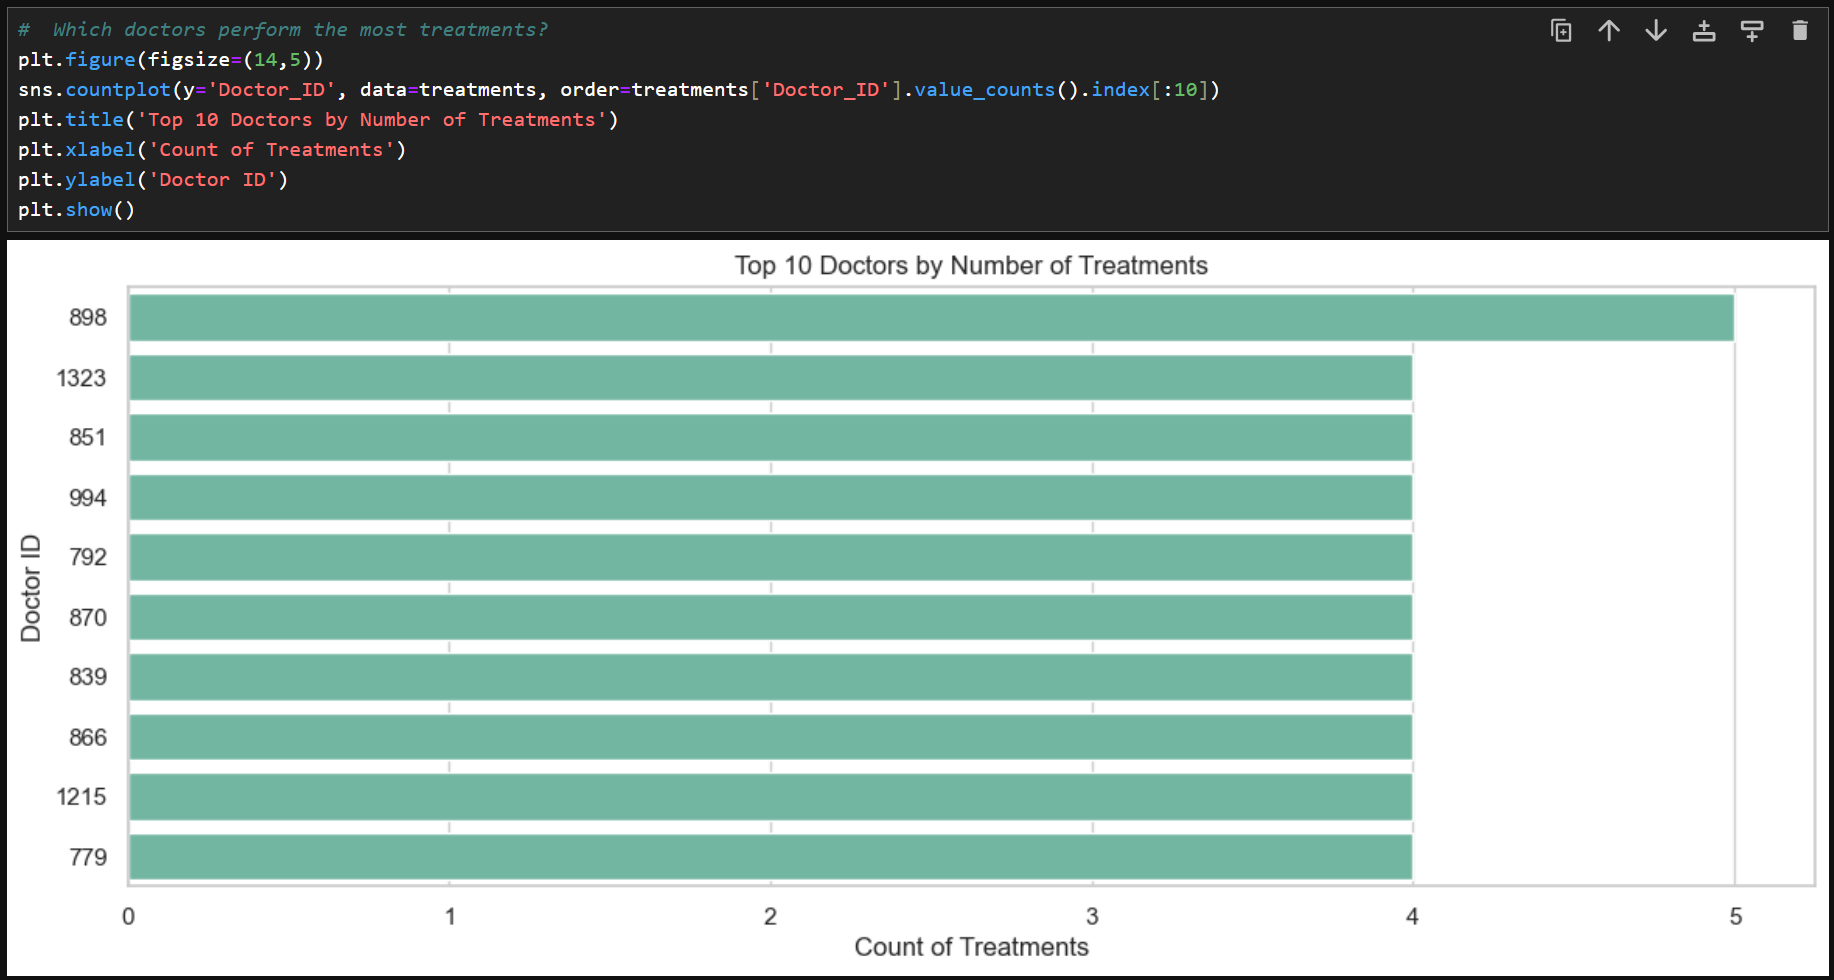 #  Which doctors perform the most treatments?
plt.figure(figsize=(14,5))
sns.countplot(y='Doctor_ID', data=treatments, order=treatments['Doctor_ID'].value_counts().index[:10])
plt.title('Top 10 Doctors by Number of Treatments')
plt.xlabel('Count of Treatments')
plt.ylabel('Doctor ID')
plt.show()
Top 10 Doctors by Number of Treatments
Doctor ID
898
1323
851
994
792
870
839
866
1215
779
0 1 2 3 4 5
Count of Treatments